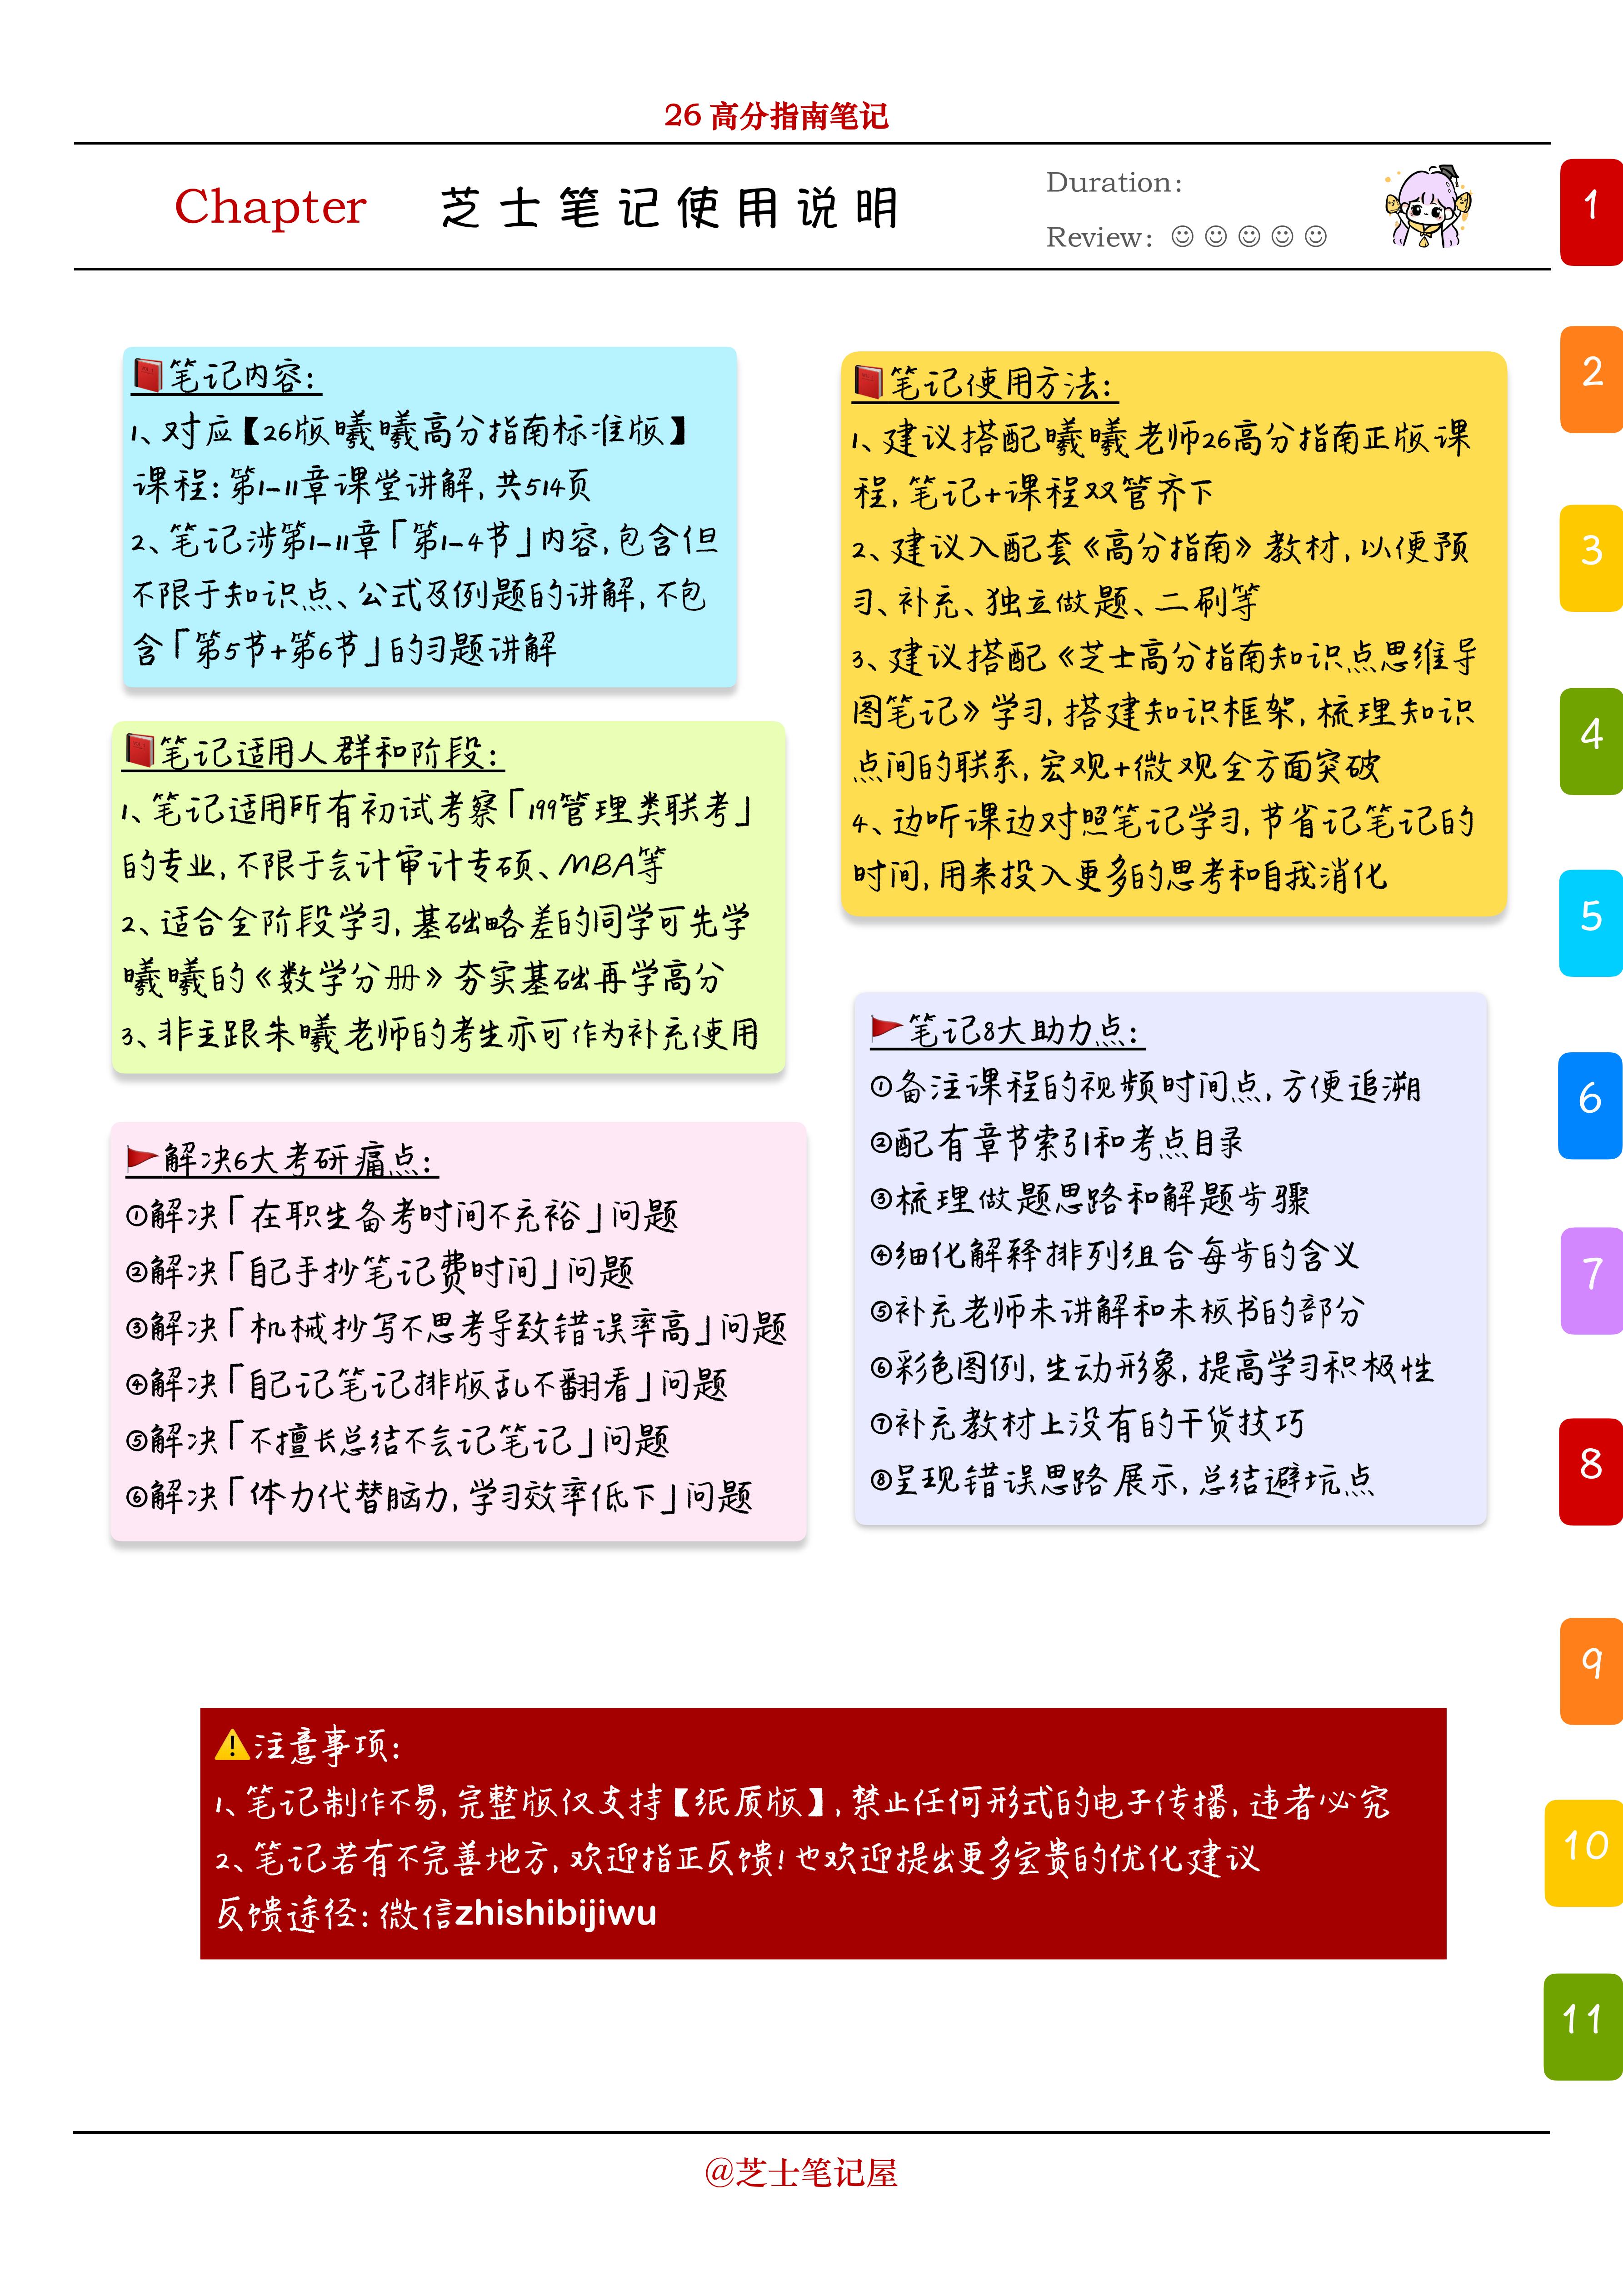 26 高分指南笔记
Chapter 芝士笔记使用说明
Duration:
Review: ☺☺☺☺☺
笔记内容:
1、对应【26版曦曦高分指南标准版】
课程:第1-11章课堂讲解,共514页
2、笔记涉第1-11章「第1-4节」内容,包含但
不限于知识点、公式及例题的讲解,不包
含「第5节+第6节」的习题讲解
笔记适用人群和阶段:
1、笔记适用所有初试考察「199管理类联考」
的专业,不限于会计审计专硕、MBA等
2、适合全阶段学习,基础略差的同学可先学
曦曦的《数学分册》夯实基础再学高分
3、非主跟朱曦老师的考生亦可作为补充使用
解决6大考研痛点:
①解决「在职生备考时间不充裕」问题
②解决「自己手抄笔记费时间」问题
③解决「机械抄写不思考导致错误率高」问题
④解决「自己记笔记排版乱不翻看」问题
⑤解决「不擅长总结不会记笔记」问题
⑥解决「体力代替脑力,学习效率低下」问题
笔记使用方法:
1、建议搭配曦曦老师26高分指南正版课
程,笔记+课程双管齐下
2、建议入配套《高分指南》教材,以便预
习、补充、独立做题、二刷等
3、建议搭配《芝士高分指南知识点思维导
图笔记》学习,搭建知识框架,梳理知识
点间的联系,宏观+微观全方面突破
4、边听课边对照笔记学习,节省记笔记的
时间,用来投入更多的思考和自我消化
笔记8大助力点:
①备注课程的视频时间点,方便追溯
②配有章节索引和考点目录
③梳理做题思路和解题步骤
④细化解释排列组合每步的含义
⑤补充老师未讲解和未板书的部分
⑥彩色图例,生动形象,提高学习积极性
⑦补充教材上没有的干货技巧
⑧呈现错误思路展示,总结避坑点
注意事项:
1、笔记制作不易,完整版仅支持【纸质版】,禁止任何形式的电子传播,违者必究
2、笔记若有不完善地方,欢迎指正反馈!也欢迎提出更多宝贵的优化建议
反馈途径:微信zhishibijiwu
1
2
3
4
5
6
7
8
9
10
11
@芝士笔记屋